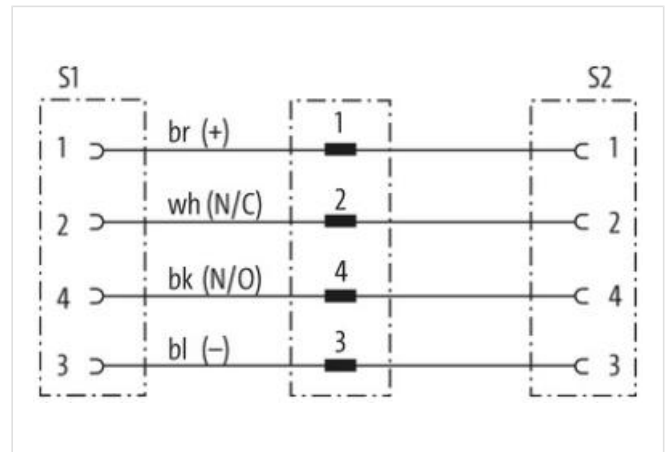 S1 S2
1 br (+) 1 1
2 wh (N/C) 2 2
4 bk (N/O) 4 4
3 bl (–) 3 3